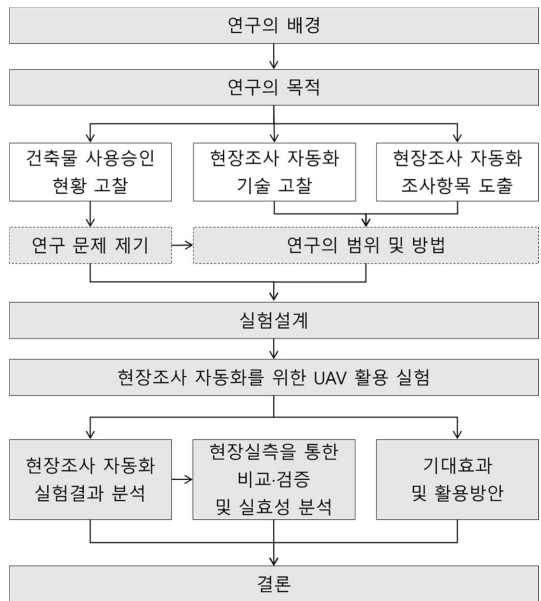 연구의 배경
연구의 목적
건축물 사용승인
현황 고찰
현장조사 자동화
기술 고찰
현장조사 자동화
조사항목 도출
연구 문제 제기
연구의 범위 및 방법
실험설계
현장조사 자동화를 위한 UAV 활용 실험
현장조사 자동화
실험결과 분석
현장실측을 통한
비교·검증
및 실효성 분석
기대효과
및 활용방안
결론